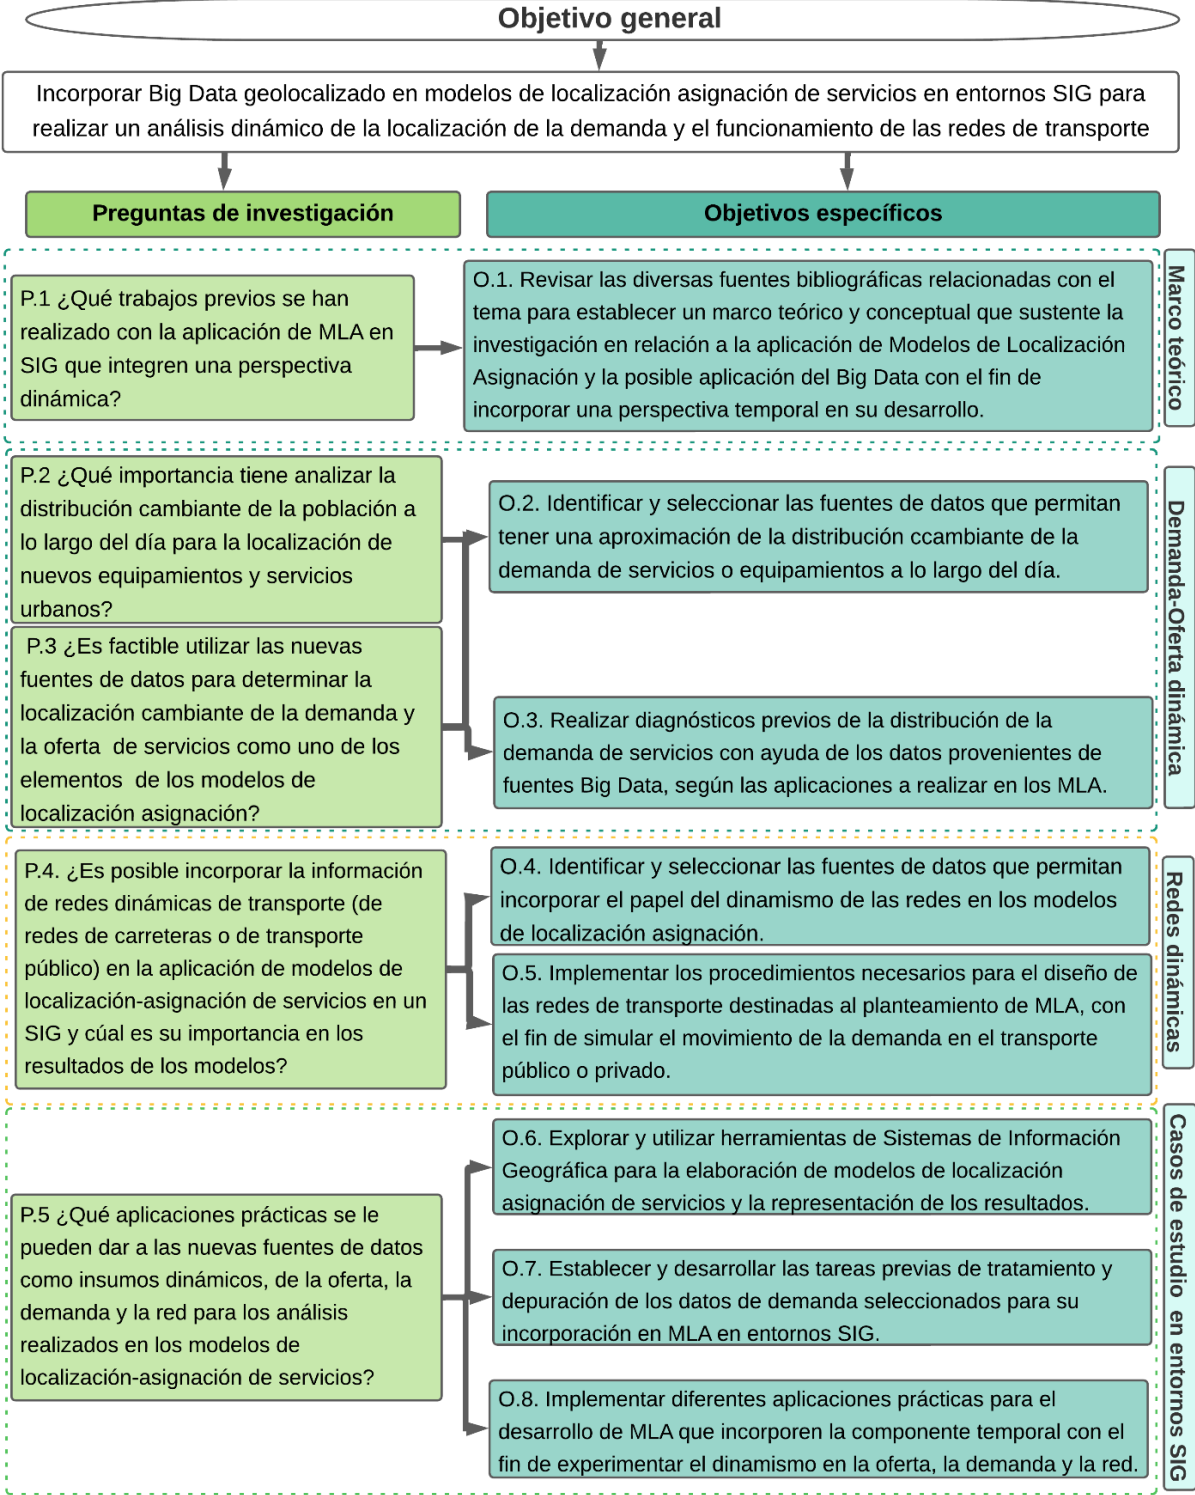 Objetivo general
Incorporar Big Data geolocalizado en modelos de localización asignación de servicios en entornos SIG para
realizar un análisis dinámico de la localización de la demanda y el funcionamiento de las redes de transporte
Preguntas de investigación
Objetivos específicos
P.1 ¿Qué trabajos previos se han
realizado con la aplicación de MLA en
SIG que integren una perspectiva
dinámica?
O.1. Revisar las diversas fuentes bibliográficas relacionadas con el
tema para establecer un marco teórico y conceptual que sustente la
investigación en relación a la aplicación de Modelos de Localización
Asignación y la posible aplicación del Big Data con el fin de
incorporar una perspectiva temporal en su desarrollo.
Marco teórico
P.2 ¿Qué importancia tiene analizar la
distribución cambiante de la población a
lo largo del día para la localización de
nuevos equipamientos y servicios
urbanos?
P.3 ¿Es factible utilizar las nuevas
fuentes de datos para determinar la
localización cambiante de la demanda y
la oferta  de servicios como uno de los
elementos  de los modelos de
localización asignación?
O.2. Identificar y seleccionar las fuentes de datos que permitan
tener una aproximación de la distribución ccambiante de la
demanda de servicios o equipamientos a lo largo del día.
O.3. Realizar diagnósticos previos de la distribución de la
demanda de servicios con ayuda de los datos provenientes de
fuentes Big Data, según las aplicaciones a realizar en los MLA.
Demanda-Oferta dinámica
P.4. ¿Es posible incorporar la información
de redes dinámicas de transporte (de
redes de carreteras o de transporte
público) en la aplicación de modelos de
localización-asignación de servicios en un
SIG y cúal es su importancia en los
resultados de los modelos?
O.4. Identificar y seleccionar las fuentes de datos que permitan
incorporar el papel del dinamismo de las redes en los modelos
de localización asignación.
O.5. Implementar los procedimientos necesarios para el diseño de
las redes de transporte destinadas al planteamiento de MLA, con
el fin de simular el movimiento de la demanda en el transporte
público o privado.
Redes dinámicas
P.5 ¿Qué aplicaciones prácticas se le
pueden dar a las nuevas fuentes de datos
como insumos dinámicos, de la oferta, la
demanda y la red para los análisis
realizados en los modelos de
localización-asignación de servicios?
O.6. Explorar y utilizar herramientas de Sistemas de Información
Geográfica para la elaboración de modelos de localización
asignación de servicios y la representación de los resultados.
O.7. Establecer y desarrollar las tareas previas de tratamiento y
depuración de los datos de demanda seleccionados para su
incorporación en MLA en entornos SIG.
O.8. Implementar diferentes aplicaciones prácticas para el
desarrollo de MLA que incorporen la componente temporal con el
fin de experimentar el dinamismo en la oferta, la demanda y la red.
Casos de estudio  en entornos SIG